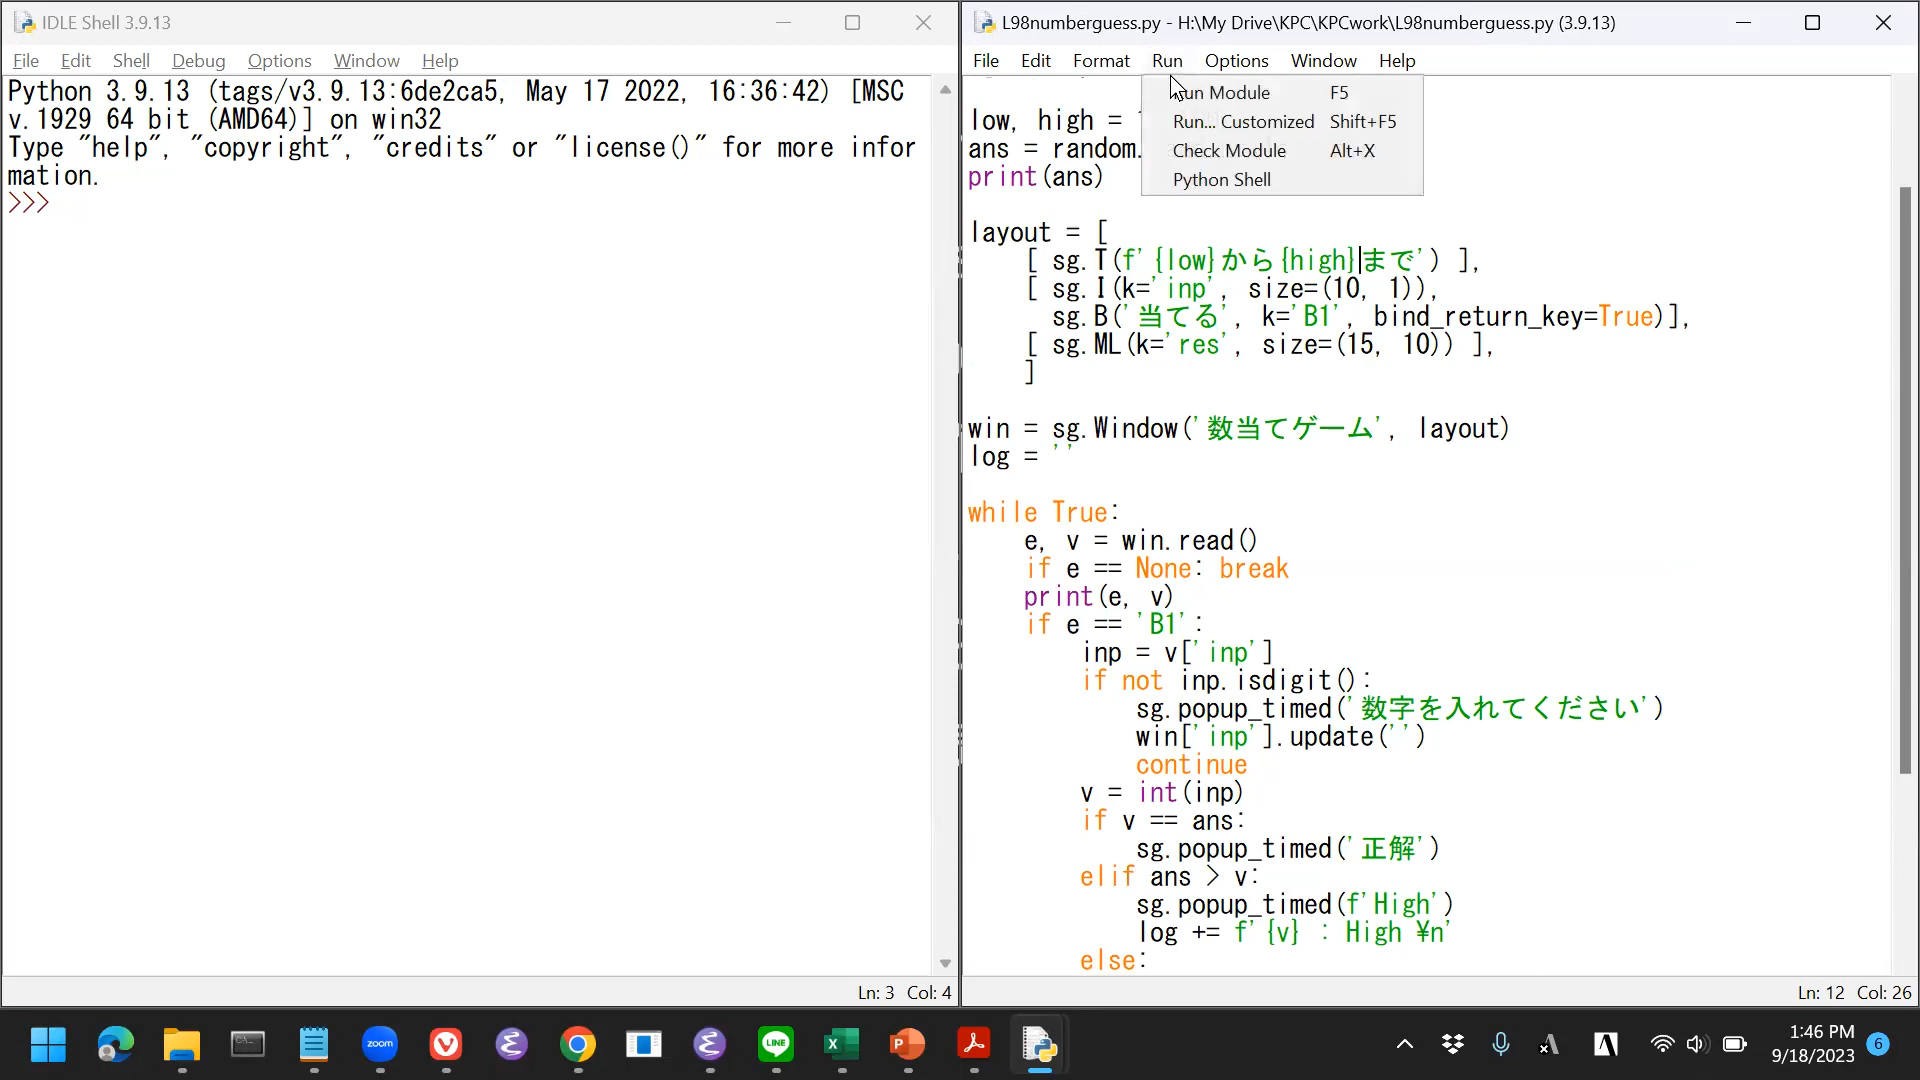 IDLE Shell 3.9.13
File Edit Shell Debug Options Window Help
Python 3.9.13 (tags/v3.9.13:6de2ca5, May 17 2022, 16:36:42) [MSC
v.1929 64 bit (AMD64)] on win32
Type "help", "copyright", "credits" or "license()" for more infor
mation.
>>>
Ln: 3 Col: 4
L98numberguess.py - H:\My Drive\KPC\KPCwork\L98numberguess.py (3.9.13)
File Edit Format Run Options Window Help
Run Module F5
Run... Customized Shift+F5
Check Module Alt+X
Python Shell
low, high =
ans = random.
print(ans)
layout = [
[ sg.T(f'{low}から{high}まで') ],
[ sg.I(k='inp', size=(10, 1)),
sg.B('当てる', k='B1', bind_return_key=True)],
[ sg.ML(k='res', size=(15, 10)) ],
]
win = sg.Window('数当てゲーム', layout)
log = ''
while True:
e, v = win.read()
if e == None: break
print(e, v)
if e == 'B1':
inp = v['inp']
if not inp.isdigit():
sg.popup_timed('数字を入れてください')
win['inp'].update('')
continue
v = int(inp)
if v == ans:
sg.popup_timed('正解')
elif ans > v:
sg.popup_timed(f'High')
log += f'{v} : High ¥n'
else:
Ln: 12 Col: 26
zoom
LINE
1:46 PM
9/18/2023
6